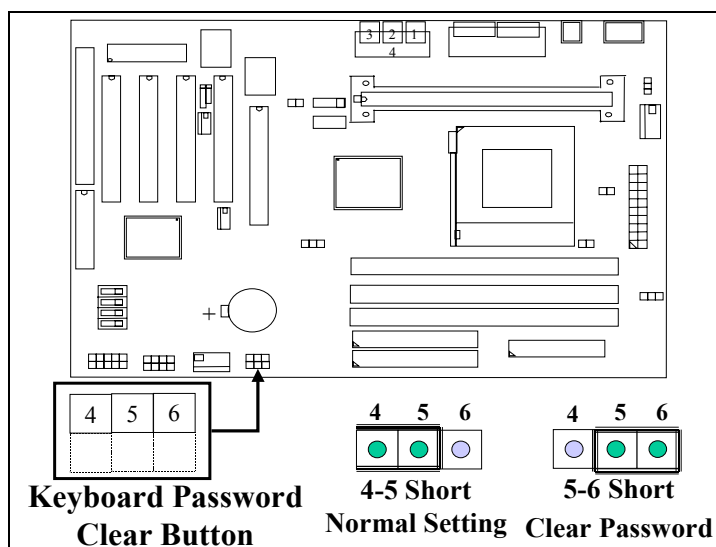 3 2 1
4
+
4 5 6
4 5 6
4 5 6
Keyboard Password
Clear Button
4-5 Short
Normal Setting
5-6 Short
Clear Password